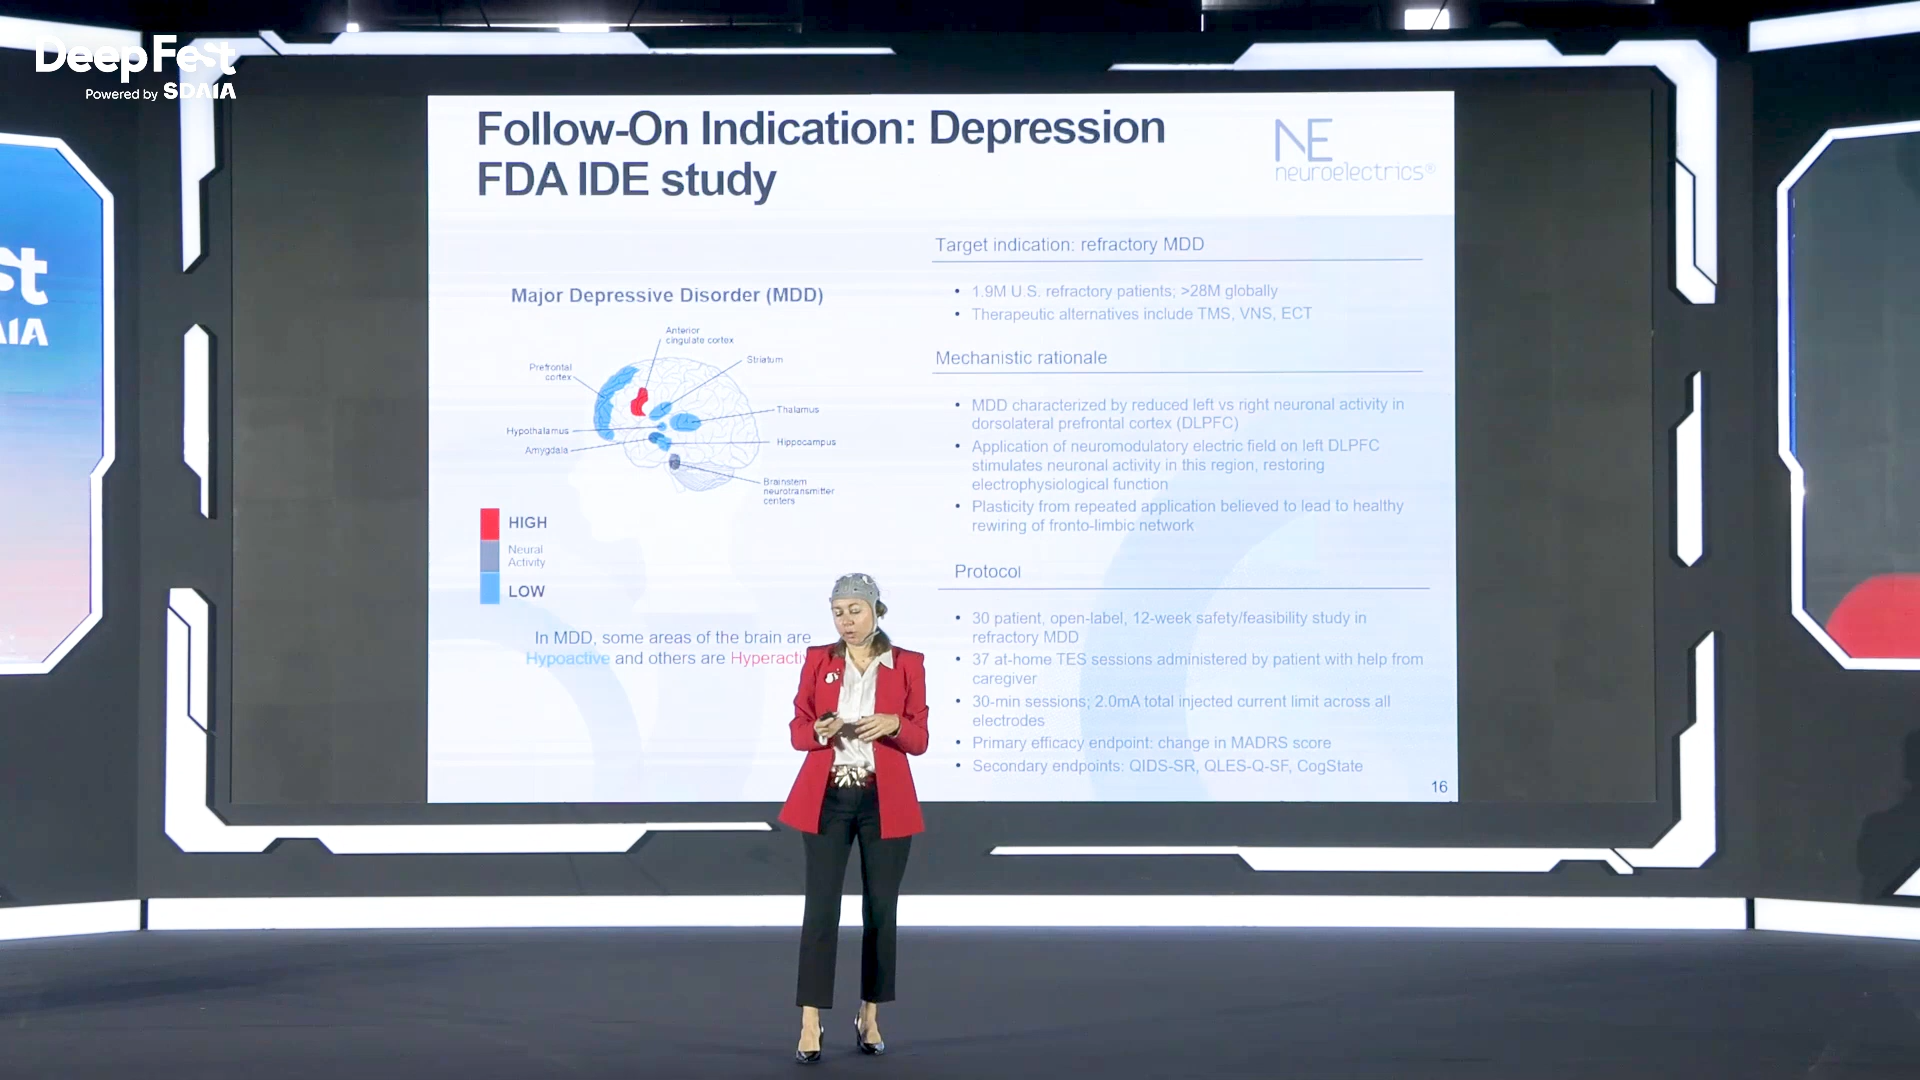 DeepFest
Powered by SDAIA
st
AIA
Follow-On Indication: Depression
FDA IDE study
NE
neuroelectrics®
Major Depressive Disorder (MDD)
Anterior
cingulate cortex
Striatum
Prefrontal
cortex
Thalamus
Hypothalamus
Hippocampus
Amygdala
Brainstem
neurotransmitter
centers
HIGH
Neural
Activity
LOW
In MDD, some areas of the brain are
Hypoactive and others are Hyperacti
Target indication: refractory MDD
• 1.9M U.S. refractory patients; >28M globally
• Therapeutic alternatives include TMS, VNS, ECT
Mechanistic rationale
• MDD characterized by reduced left vs right neuronal activity in
dorsolateral prefrontal cortex (DLPFC)
• Application of neuromodulatory electric field on left DLPFC
stimulates neuronal activity in this region, restoring
electrophysiological function
• Plasticity from repeated application believed to lead to healthy
rewiring of fronto-limbic network
Protocol
• 30 patient, open-label, 12-week safety/feasibility study in
refractory MDD
• 37 at-home TES sessions administered by patient with help from
caregiver
• 30-min sessions; 2.0mA total injected current limit across all
electrodes
• Primary efficacy endpoint: change in MADRS score
• Secondary endpoints: QIDS-SR, QLES-Q-SF, CogState
16